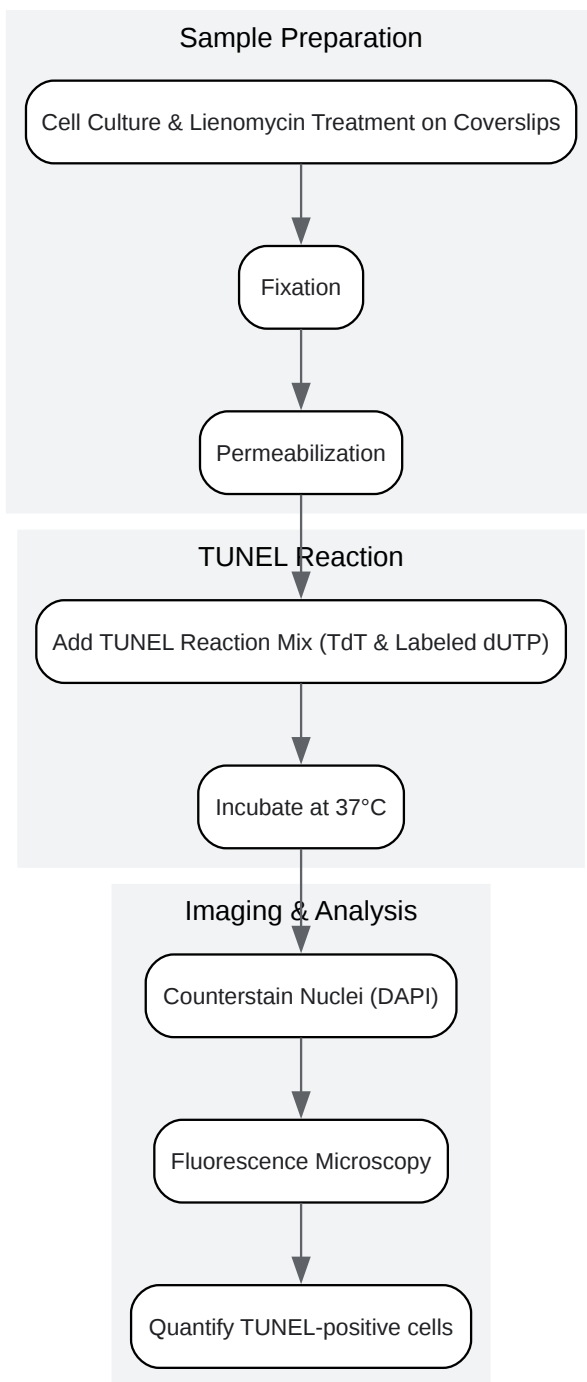 Sample Preparation
Cell Culture & Lienomycin Treatment on Coverslips
Fixation
Permeabilization
TUNEL Reaction
Add TUNEL Reaction Mix (TdT & Labeled dUTP)
Incubate at 37°C
Imaging & Analysis
Counterstain Nuclei (DAPI)
Fluorescence Microscopy
Quantify TUNEL-positive cells